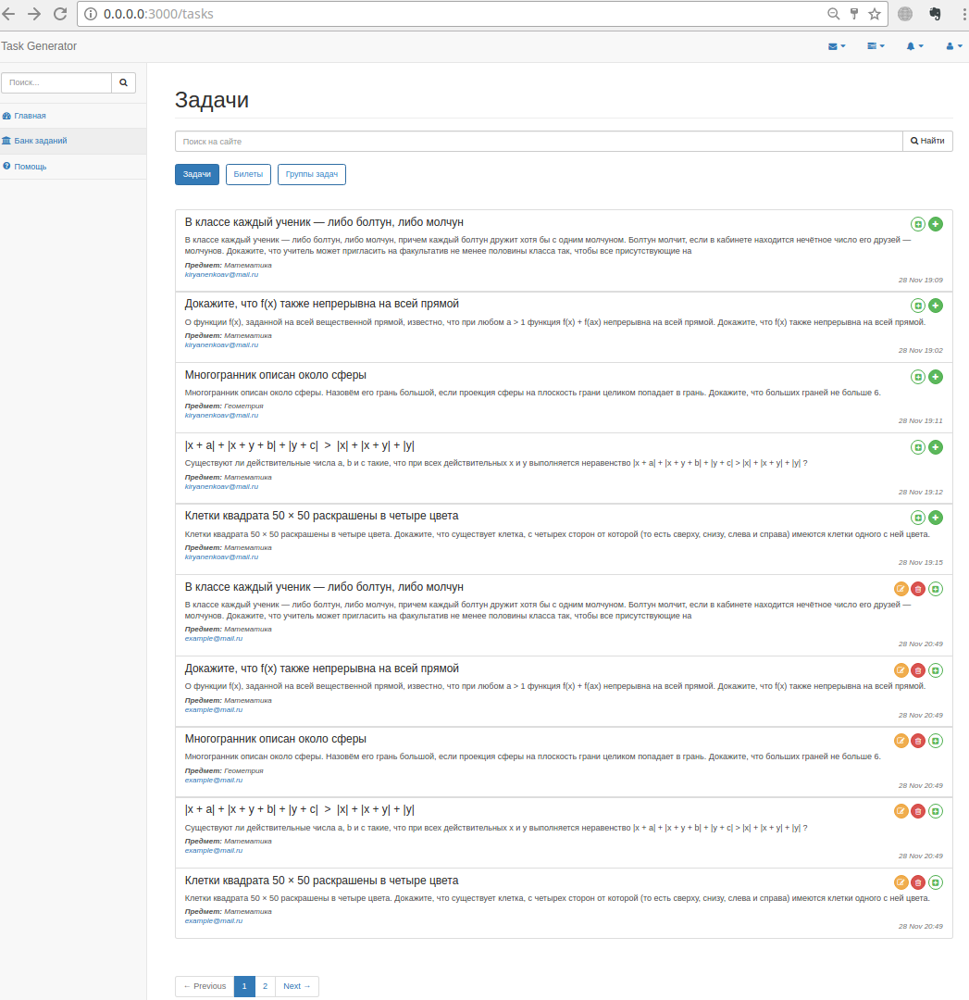 0.0.0.0:3000/tasks
Task Generator
Поиск...
Главная
Банк заданий
Помощь
Задачи
Поиск на сайте
Найти
Задачи
Билеты
Группы задач
В классе каждый ученик — либо болтун, либо молчун
В классе каждый ученик — либо болтун, либо молчун, причем каждый болтун дружит хотя бы с одним молчуном. Болтун молчит, если в кабинете находится нечётное число его друзей —
молчунов. Докажите, что учитель может пригласить на факультатив не менее половины класса так, чтобы все присутствующие на
Предмет: Математика
kiryanenkoav@mail.ru
28 Nov 19:09
Докажите, что f(x) также непрерывна на всей прямой
О функции f(x), заданной на всей вещественной прямой, известно, что при любом a > 1 функция f(x) + f(ax) непрерывна на всей прямой. Докажите, что f(x) также непрерывна на всей прямой.
Предмет: Математика
kiryanenkoav@mail.ru
28 Nov 19:02
Многогранник описан около сферы
Многогранник описан около сферы. Назовём его грань большой, если проекция сферы на плоскость грани целиком попадает в грань. Докажите, что больших граней не больше 6.
Предмет: Геометрия
kiryanenkoav@mail.ru
28 Nov 19:11
|x + a| + |x + y + b| + |y + c| > |x| + |x + y| + |y|
Существуют ли действительные числа a, b и c такие, что при всех действительных x и y выполняется неравенство |x + a| + |x + y + b| + |y + c| > |x| + |x + y| + |y| ?
Предмет: Математика
kiryanenkoav@mail.ru
28 Nov 19:12
Клетки квадрата 50 × 50 раскрашены в четыре цвета
Клетки квадрата 50 × 50 раскрашены в четыре цвета. Докажите, что существует клетка, с четырех сторон от которой (то есть сверху, снизу, слева и справа) имеются клетки одного с ней цвета.
Предмет: Математика
kiryanenkoav@mail.ru
28 Nov 19:15
В классе каждый ученик — либо болтун, либо молчун
В классе каждый ученик — либо болтун, либо молчун, причем каждый болтун дружит хотя бы с одним молчуном. Болтун молчит, если в кабинете находится нечётное число его друзей —
молчунов. Докажите, что учитель может пригласить на факультатив не менее половины класса так, чтобы все присутствующие на
Предмет: Математика
example@mail.ru
28 Nov 20:49
Докажите, что f(x) также непрерывна на всей прямой
О функции f(x), заданной на всей вещественной прямой, известно, что при любом a > 1 функция f(x) + f(ax) непрерывна на всей прямой. Докажите, что f(x) также непрерывна на всей прямой.
Предмет: Математика
example@mail.ru
28 Nov 20:49
Многогранник описан около сферы
Многогранник описан около сферы. Назовём его грань большой, если проекция сферы на плоскость грани целиком попадает в грань. Докажите, что больших граней не больше 6.
Предмет: Геометрия
example@mail.ru
28 Nov 20:49
|x + a| + |x + y + b| + |y + c| > |x| + |x + y| + |y|
Существуют ли действительные числа a, b и c такие, что при всех действительных x и y выполняется неравенство |x + a| + |x + y + b| + |y + c| > |x| + |x + y| + |y| ?
Предмет: Математика
example@mail.ru
28 Nov 20:49
Клетки квадрата 50 × 50 раскрашены в четыре цвета
Клетки квадрата 50 × 50 раскрашены в четыре цвета. Докажите, что существует клетка, с четырех сторон от которой (то есть сверху, снизу, слева и справа) имеются клетки одного с ней цвета.
Предмет: Математика
example@mail.ru
28 Nov 20:49
← Previous 1 2 Next →